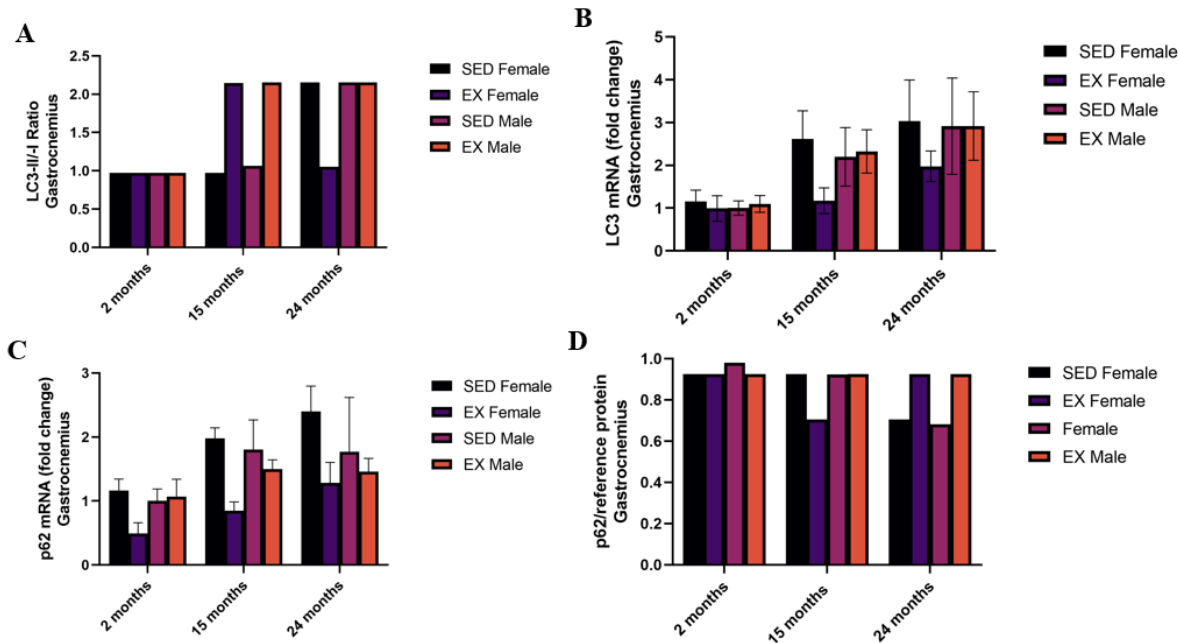 A
LC3-II/-I Ratio
Gastrocnemius
2.5
2.0
1.5
1.0
0.5
0.0
2 months
15 months
24 months
SED Female
EX Female
SED Male
EX Male
B
LC3 mRNA (fold change)
Gastrocnemius
5
4
3
2
1
0
2 months
15 months
24 months
SED Female
EX Female
SED Male
EX Male
C
p62 mRNA (fold change)
Gastrocnemius
3
2
1
0
2 months
15 months
24 months
SED Female
EX Female
SED Male
EX Male
D
p62/reference protein
Gastrocnemius
1.0
0.8
0.6
0.4
0.2
0.0
2 months
15 months
24 months
SED Female
EX Female
Female
EX Male